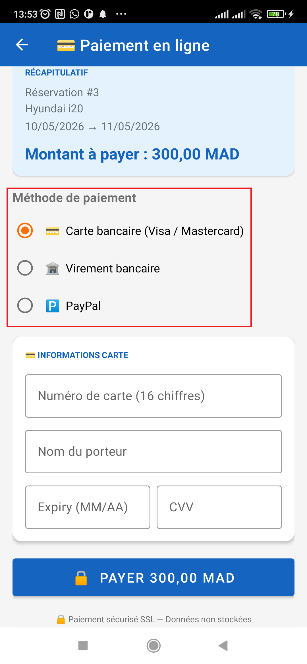 13:53
Paiement en ligne
RÉCAPITULATIF
Réservation #3
Hyundai i20
10/05/2026 → 11/05/2026
Montant à payer : 300,00 MAD
Méthode de paiement
Carte bancaire (Visa / Mastercard)
Virement bancaire
PayPal
INFORMATIONS CARTE
Numéro de carte (16 chiffres)
Nom du porteur
Expiry (MM/AA) CVV
PAYER 300,00 MAD
Paiement sécurisé SSL — Données non stockées